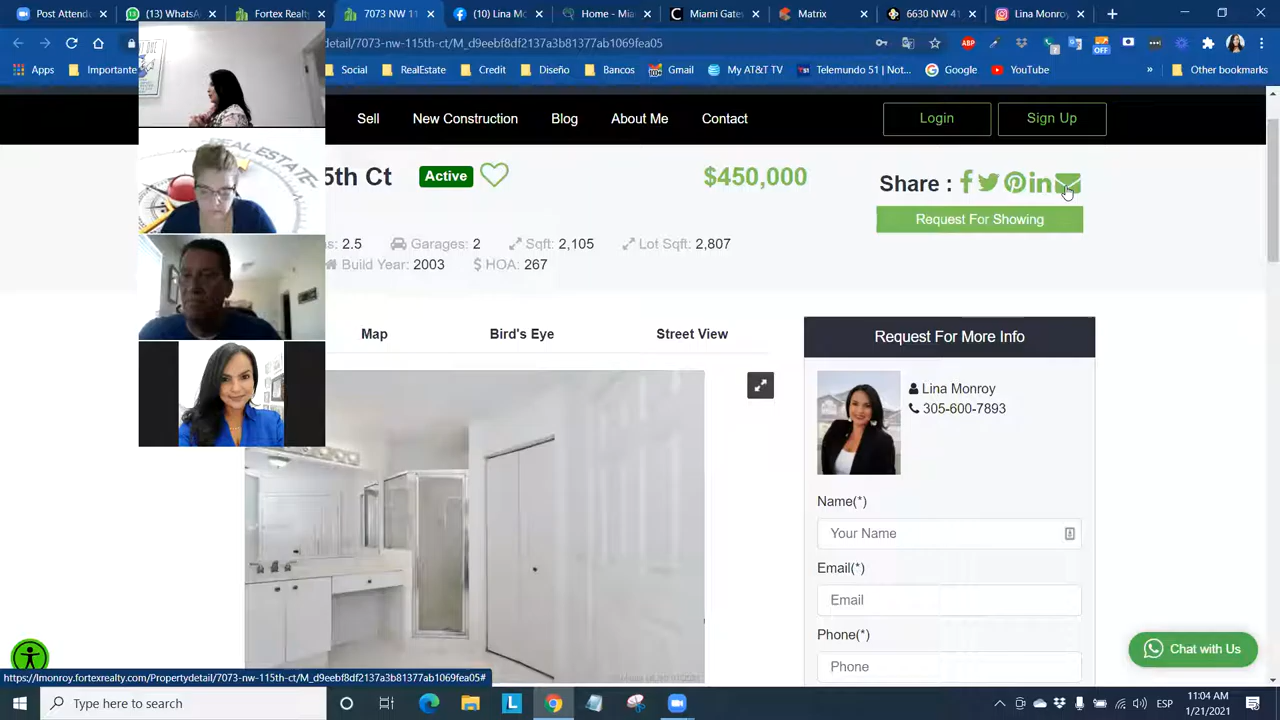 Post Attend
(13) WhatsA
Fortex Realt
7073 NW 11
(10) Lina Mo
Home - Mia
Miami Gate
Matrix
6630 NW 41
Lina Monro
detail/7073-nw-115th-ct/M_d9eebf8df2137a3b81377ab1069fea05
Apps
Importante
Social
RealEstate
Credit
Diseño
Bancos
Gmail
My AT&T TV
Telemundo 51 | Not...
Google
YouTube
»
Other bookmarks
Sell
New Construction
Blog
About Me
Contact
Login
Sign Up
5th Ct
Active
$450,000
Share :
Request For Showing
REAL ESTATE
s: 2.5
Garages: 2
Sqft: 2,105
Lot Sqft: 2,807
Build Year: 2003
$ HOA: 267
Map
Bird's Eye
Street View
Request For More Info
Lina Monroy
305-600-7893
Name(*)
Your Name
Email(*)
Email
Phone(*)
Phone
Chat with Us
https://lmonroy.fortexrealty.com/Propertydetail/7073-nw-115th-ct/M_d9eebf8df2137a3b81377ab1069fea05#
Type here to search
ESP
11:04 AM
1/21/2021